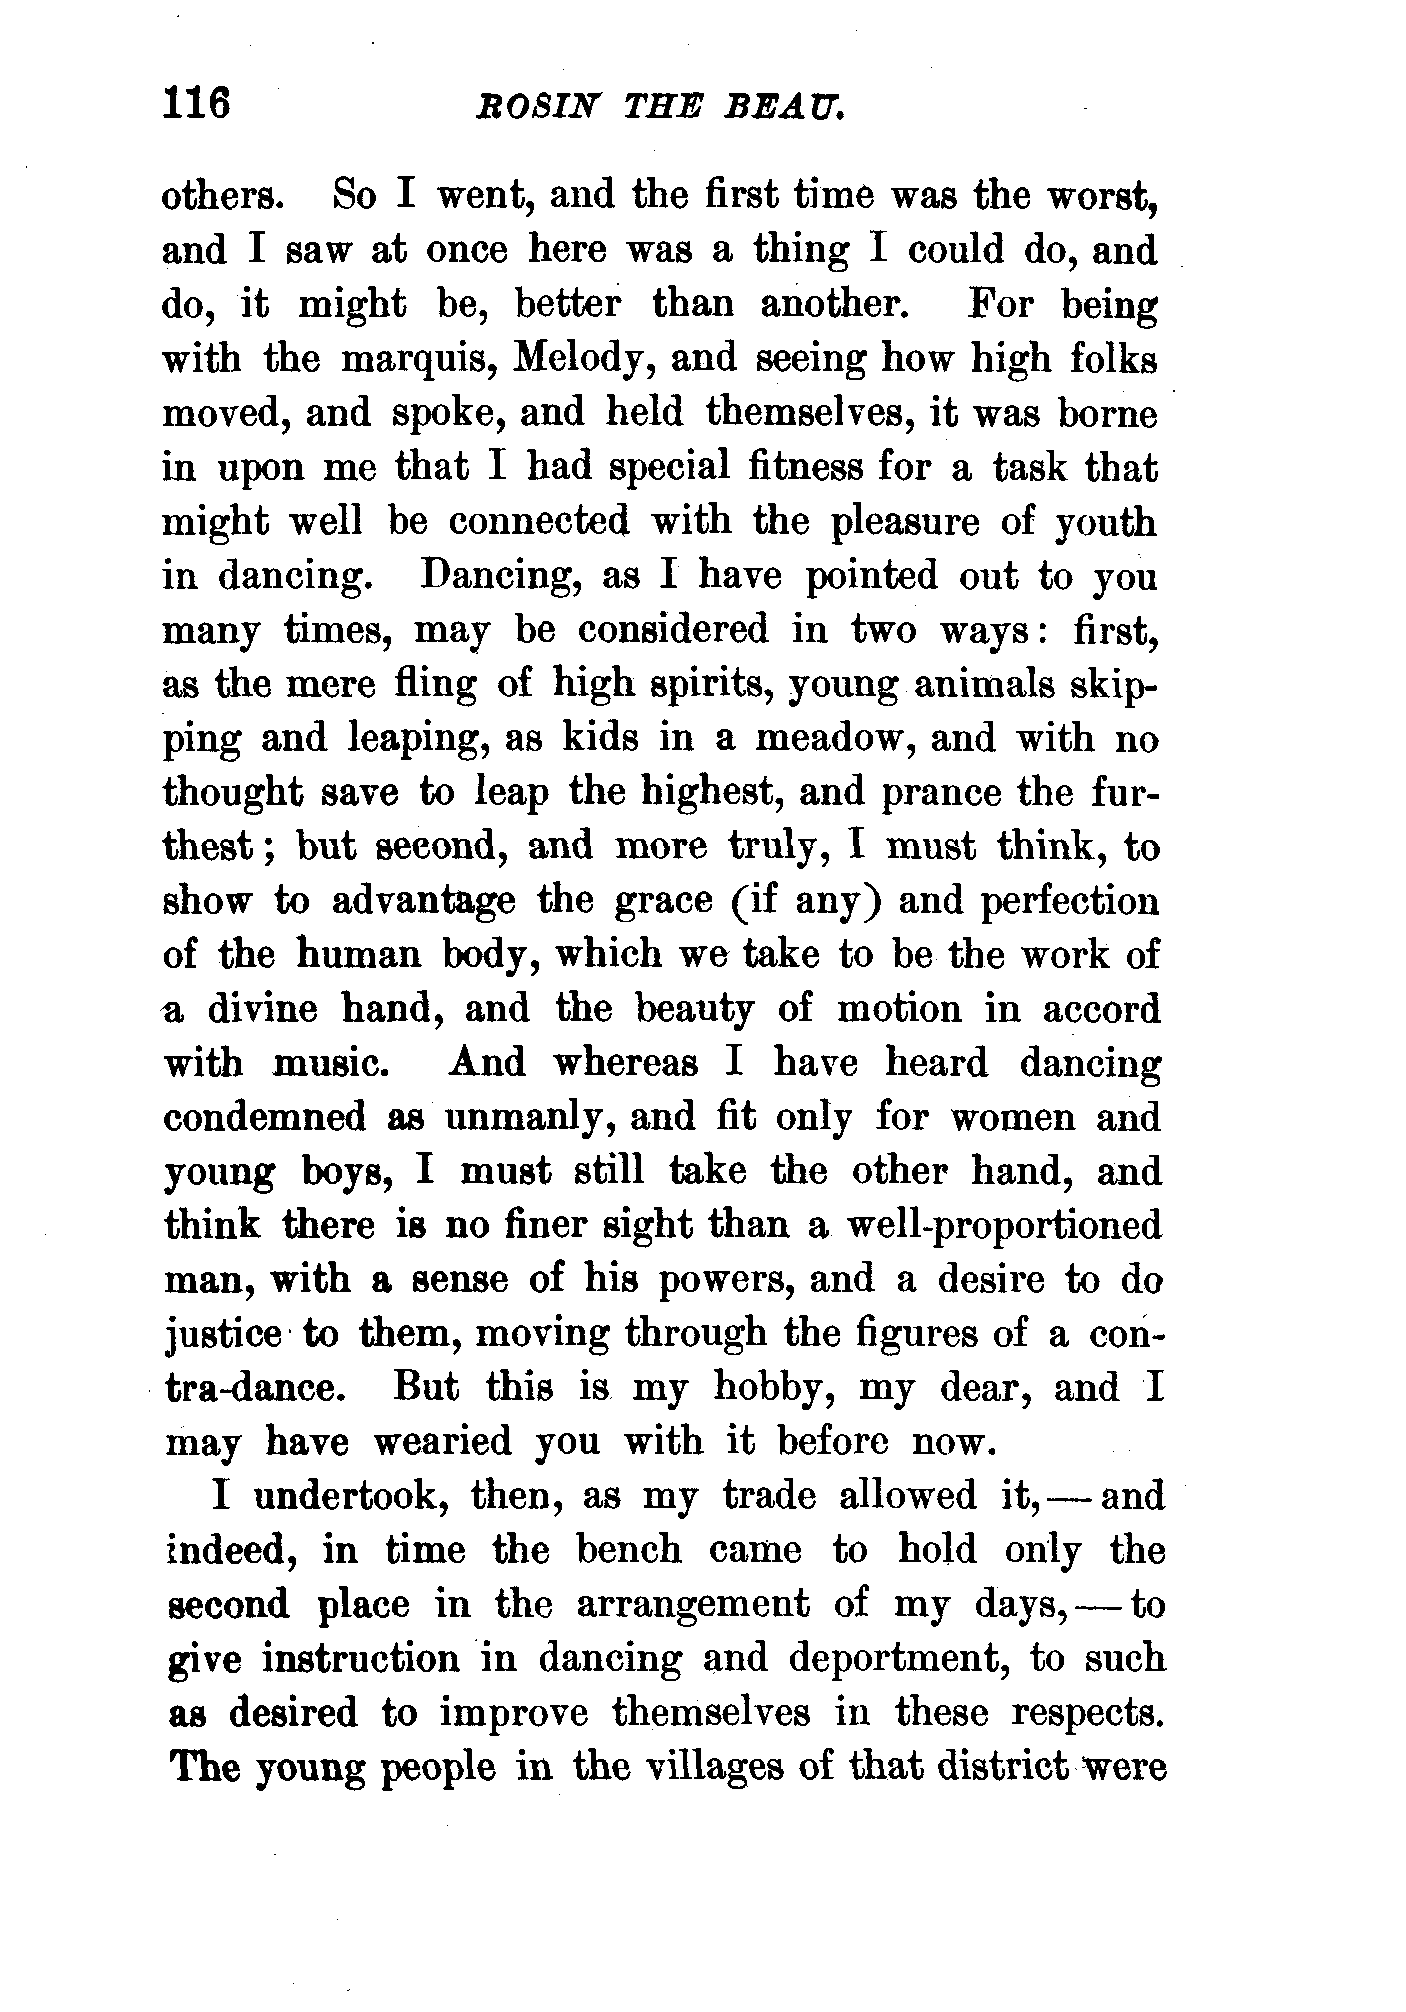 116 ROSIN THE BEAU.
others. So I went, and the first time was the worst,
and I saw at once here was a thing I could do, and
do, it might be, better than another. For being
with the marquis, Melody, and seeing how high folks
moved, and spoke, and held themselves, it was borne
in upon me that I had special fitness for a task that
might well be connected with the pleasure of youth
in dancing. Dancing, as I have pointed out to you
many times, may be considered in two ways: first,
as the mere fling of high spirits, young animals skip-
ping and leaping, as kids in a meadow, and with no
thought save to leap the highest, and prance the fur-
thest; but second, and more truly, I must think, to
show to advantage the grace (if any) and perfection
of the human body, which we take to be the work of
a divine hand, and the beauty of motion in accord
with music. And whereas I have heard dancing
condemned as unmanly, and fit only for women and
young boys, I must still take the other hand, and
think there is no finer sight than a well-proportioned
man, with a sense of his powers, and a desire to do
justice to them, moving through the figures of a con-
tra-dance. But this is my hobby, my dear, and I
may have wearied you with it before now.
I undertook, then, as my trade allowed it,—and
indeed, in time the bench came to hold only the
second place in the arrangement of my days,—to
give instruction in dancing and deportment, to such
as desired to improve themselves in these respects.
The young people in the villages of that district were